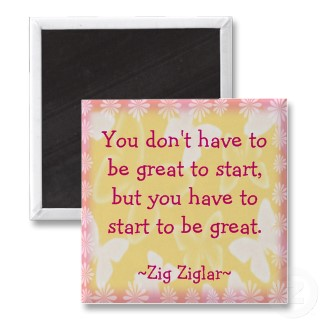 You don't have to
be great to start,
but you have to
start to be great.
~Zig Ziglar~